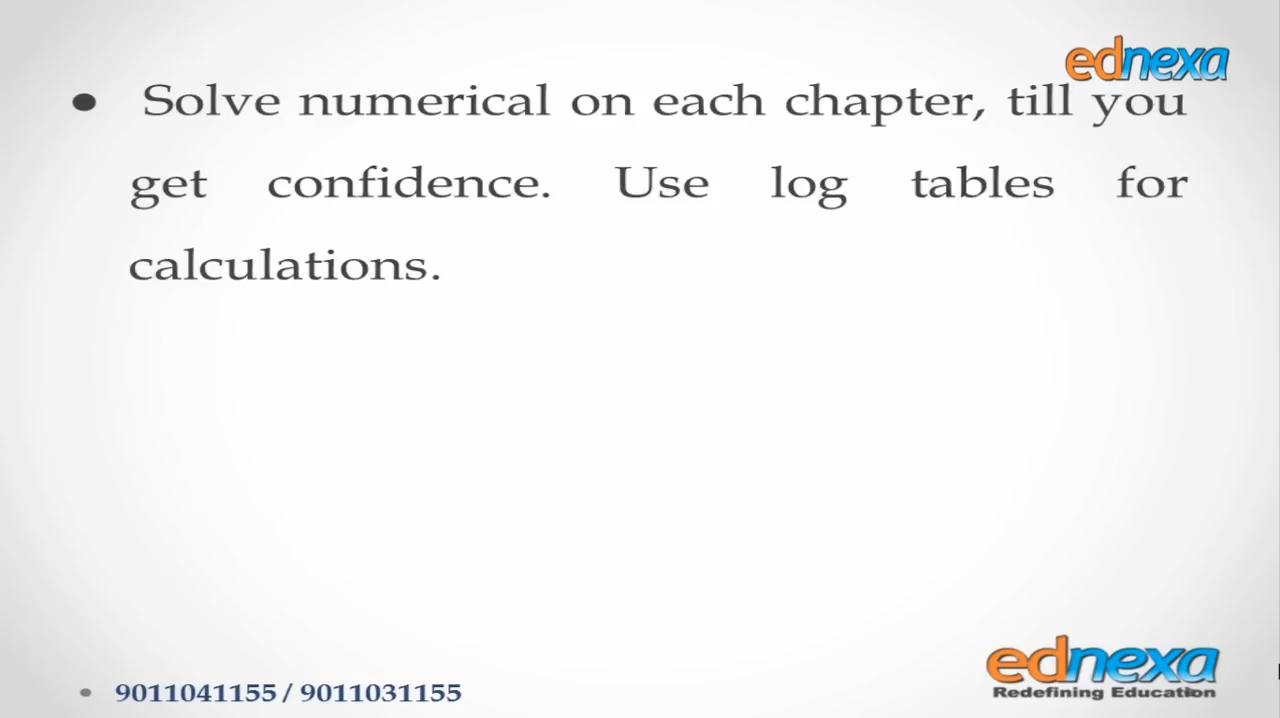 ednexa
● Solve numerical on each chapter, till you
get confidence. Use log tables for
calculations.
ednexa
Redefining Education
• 9011041155 / 9011031155